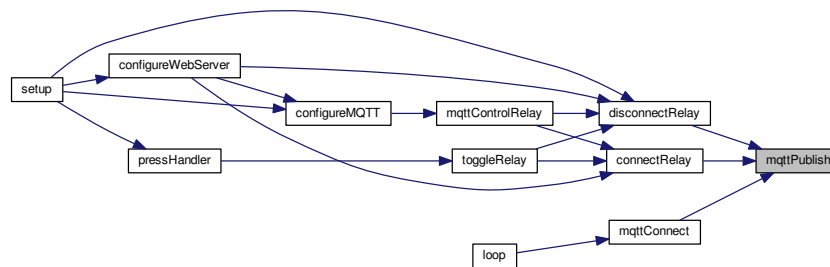 setup
configureWebServer
pressHandler
configureMQTT
mqttControlRelay
toggleRelay
disconnectRelay
connectRelay
mqttConnect
loop
mqttPublish